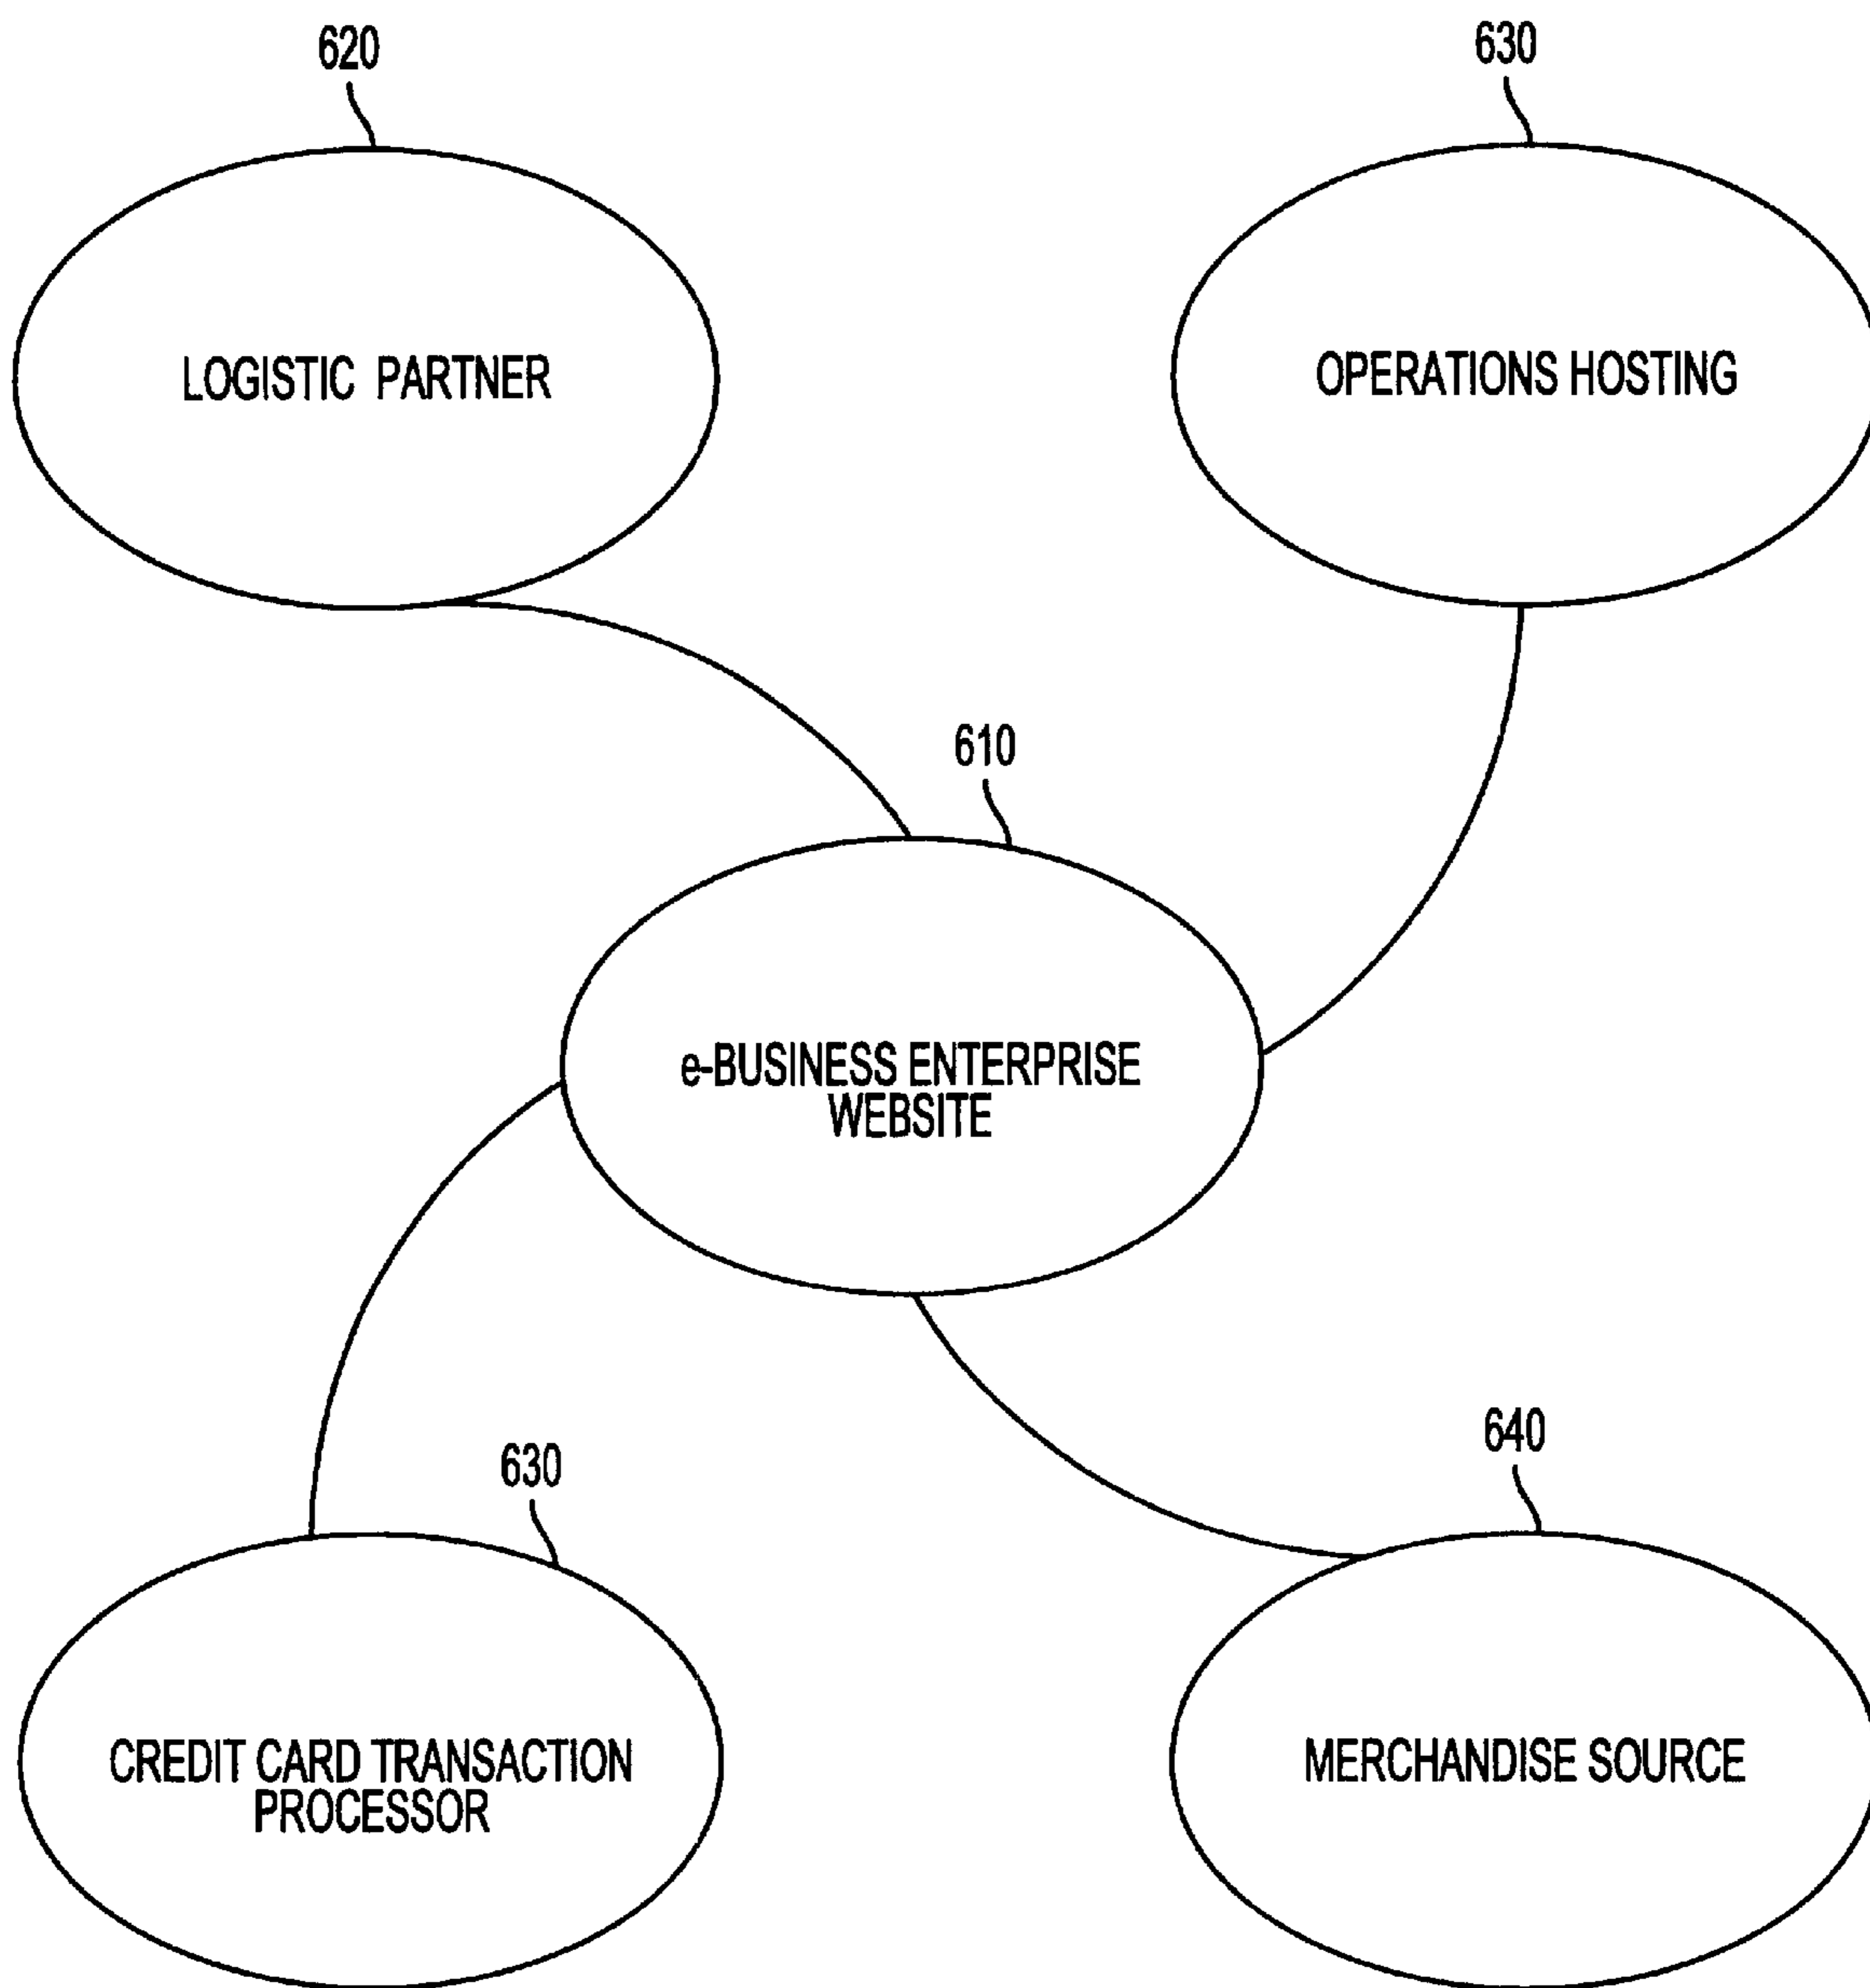 620
630
LOGISTIC PARTNER
OPERATIONS HOSTING
610
e-BUSINESS ENTERPRISE
WEBSITE
630
640
CREDIT CARD TRANSACTION
PROCESSOR
MERCHANDISE SOURCE